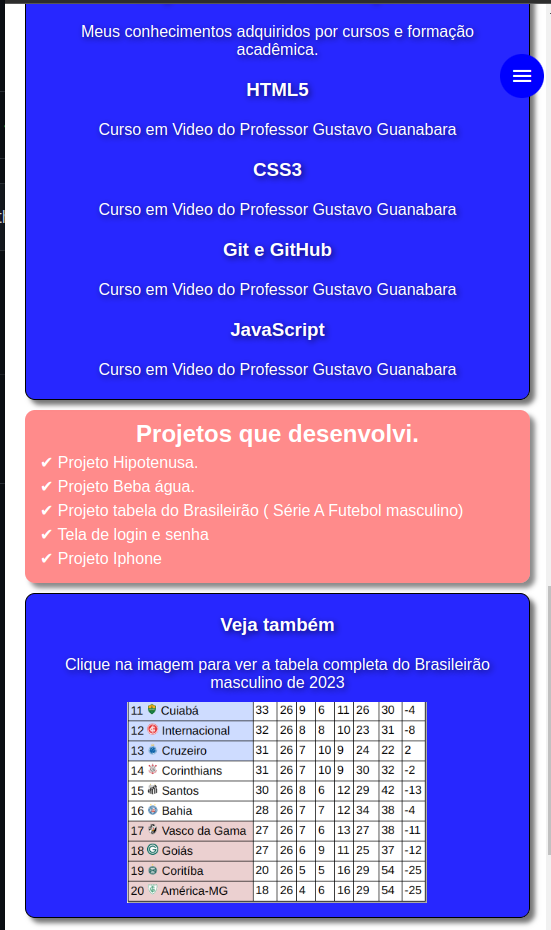 Meus conhecimentos adquiridos por cursos e formação
acadêmica.
HTML5
Curso em Video do Professor Gustavo Guanabara
CSS3
Curso em Video do Professor Gustavo Guanabara
Git e GitHub
Curso em Video do Professor Gustavo Guanabara
JavaScript
Curso em Video do Professor Gustavo Guanabara
Projetos que desenvolvi.
✔ Projeto Hipotenusa.
✔ Projeto Beba água.
✔ Projeto tabela do Brasileirão ( Série A Futebol masculino)
✔ Tela de login e senha
✔ Projeto Iphone
Veja também
Clique na imagem para ver a tabela completa do Brasileirão
masculino de 2023
11 Cuiabá 33 26 9 6 11 26 30 -4
12 Internacional 32 26 8 8 10 23 31 -8
13 Cruzeiro 31 26 7 10 9 24 22 2
14 Corinthians 31 26 7 10 9 30 32 -2
15 Santos 30 26 8 6 12 29 42 -13
16 Bahia 28 26 7 7 12 34 38 -4
17 Vasco da Gama 27 26 7 6 13 27 38 -11
18 Goiás 27 26 6 9 11 25 37 -12
19 Coritíba 20 26 5 5 16 29 54 -25
20 América-MG 18 26 4 6 16 29 54 -25